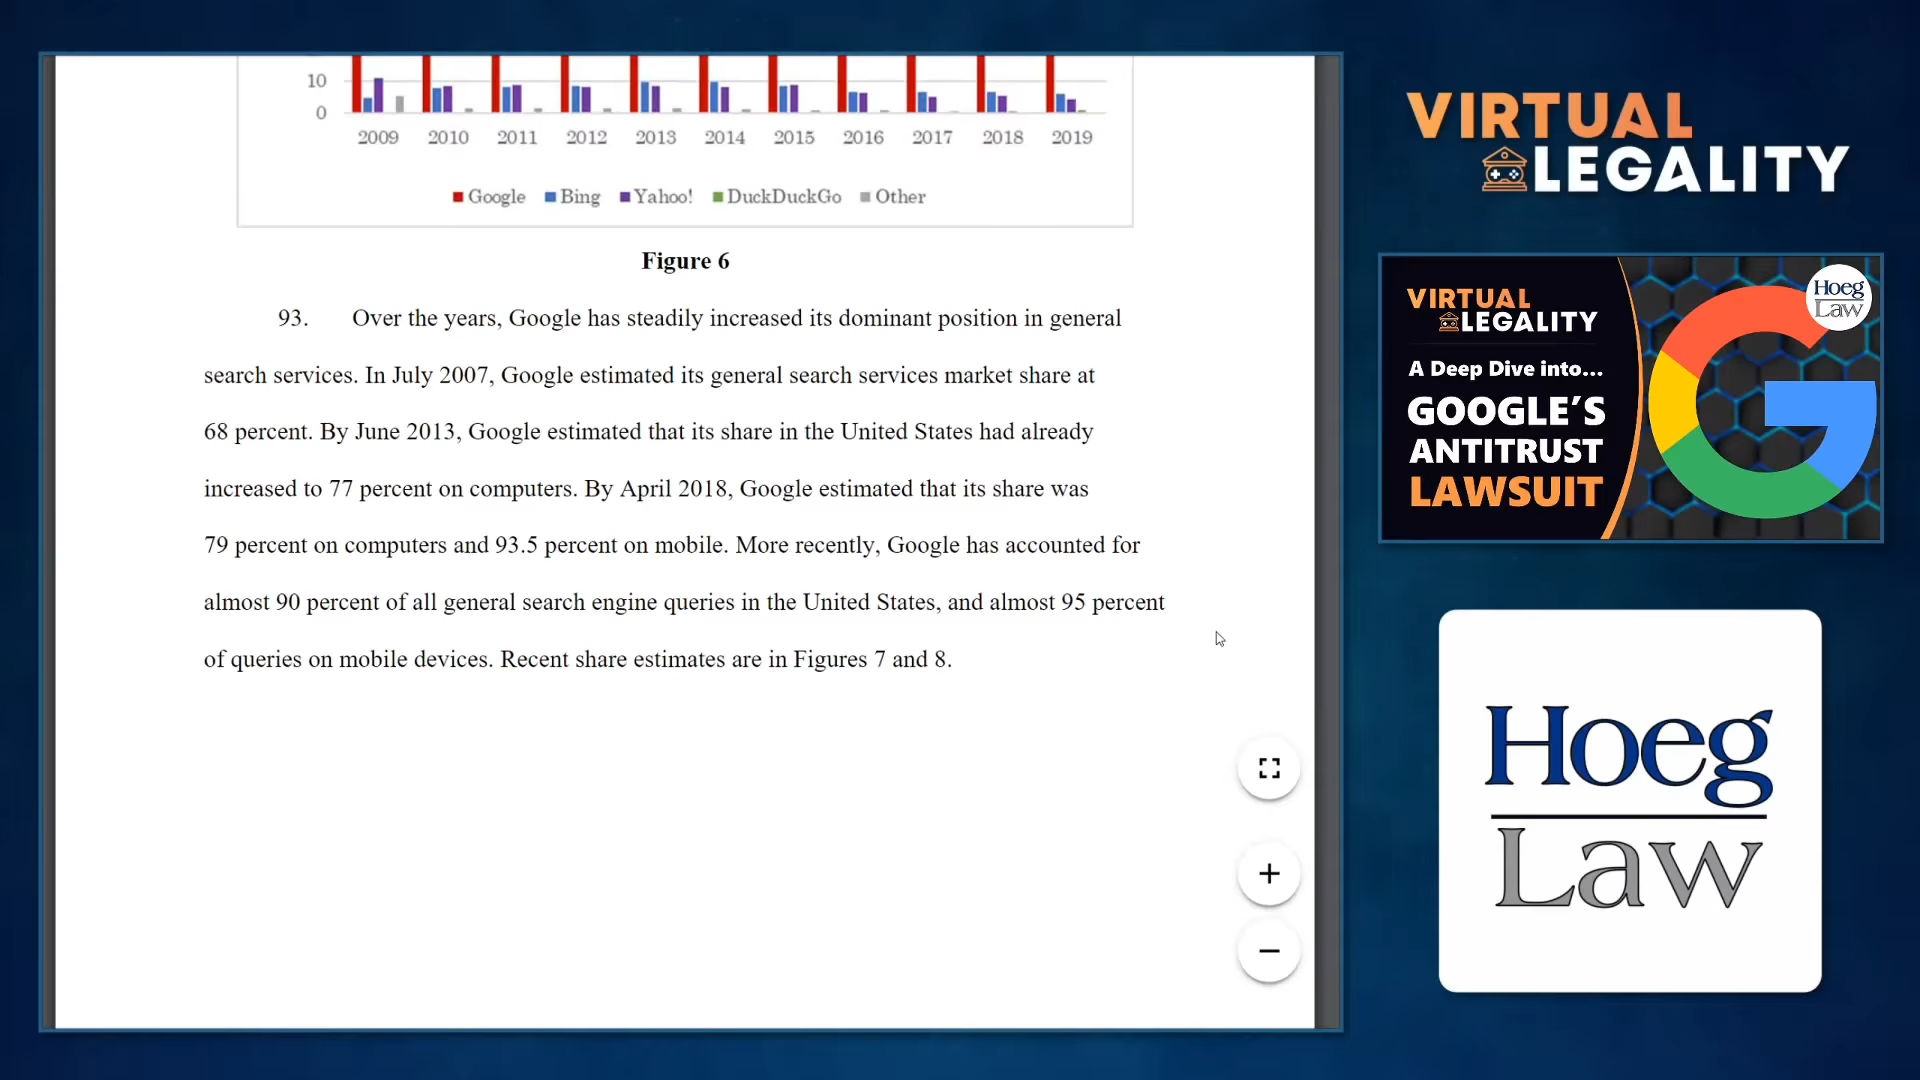 10
0
2009 2010 2011 2012 2013 2014 2015 2016 2017 2018 2019
Google Bing Yahoo! DuckDuckGo Other
Figure 6
93. Over the years, Google has steadily increased its dominant position in general
search services. In July 2007, Google estimated its general search services market share at
68 percent. By June 2013, Google estimated that its share in the United States had already
increased to 77 percent on computers. By April 2018, Google estimated that its share was
79 percent on computers and 93.5 percent on mobile. More recently, Google has accounted for
almost 90 percent of all general search engine queries in the United States, and almost 95 percent
of queries on mobile devices. Recent share estimates are in Figures 7 and 8.
VIRTUAL
LEGALITY
VIRTUAL
LEGALITY
A Deep Dive into...
GOOGLE'S
ANTITRUST
LAWSUIT
Hoeg
Law
Hoeg
Law